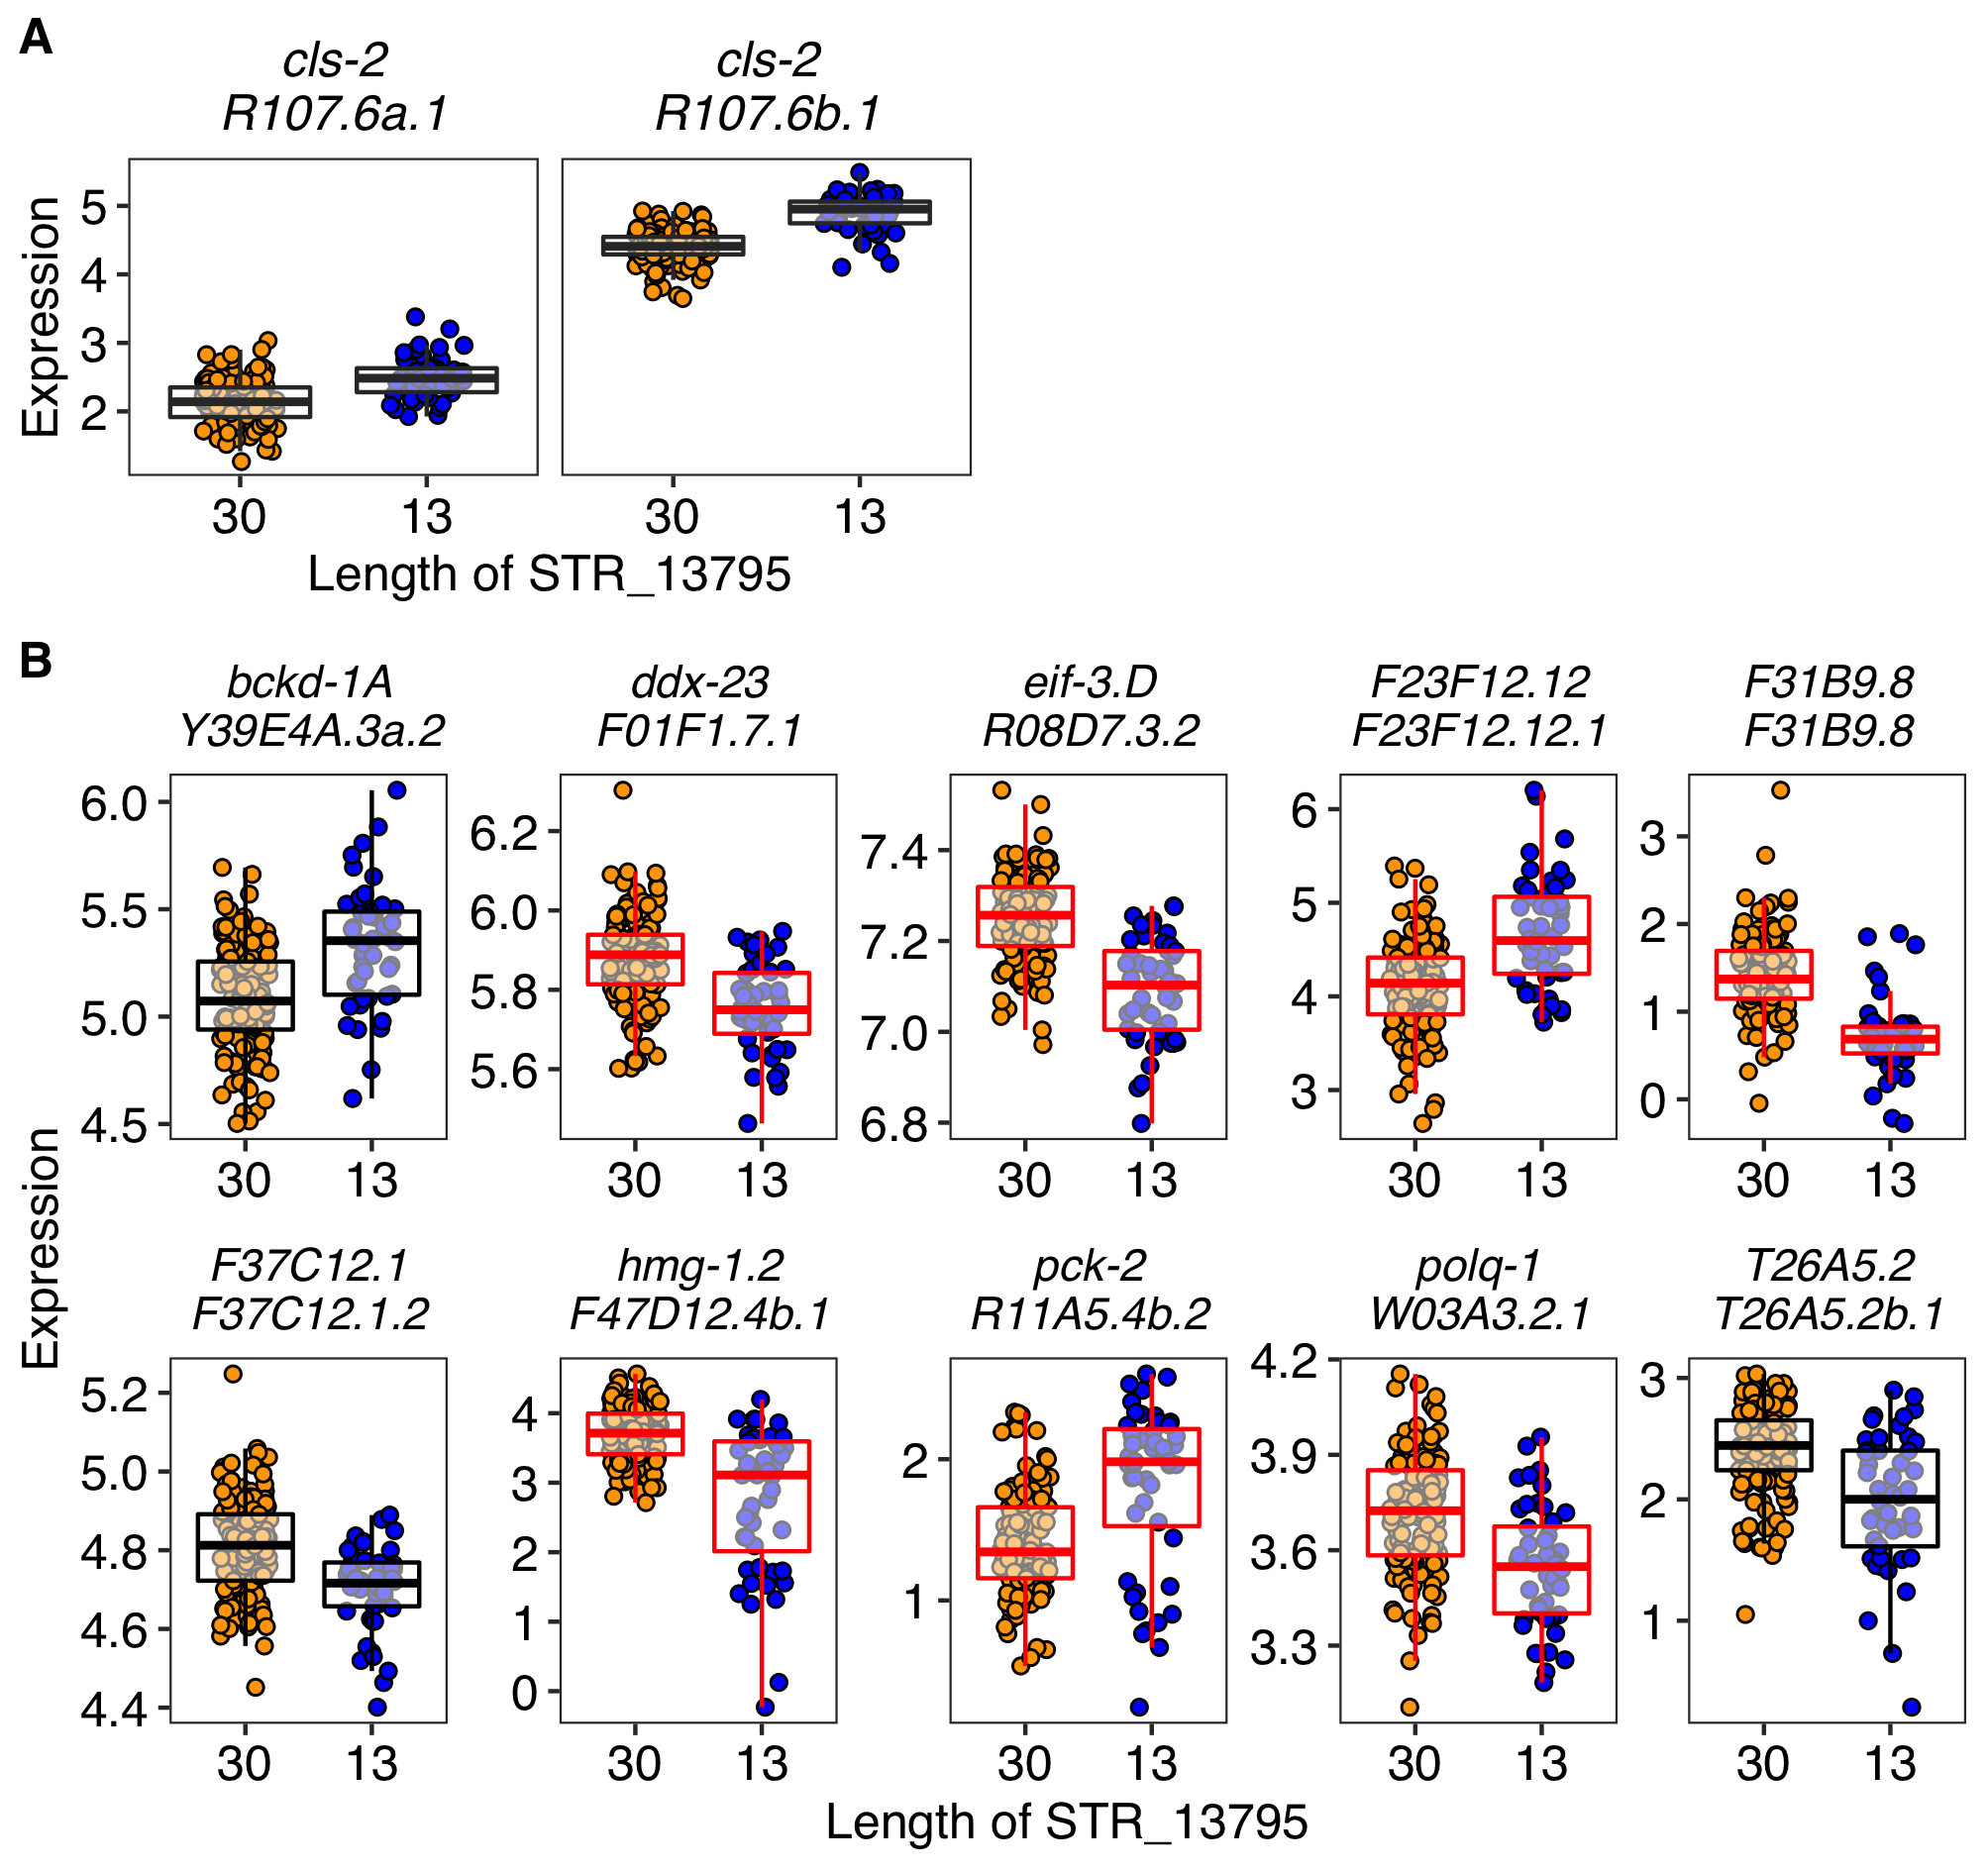 A
cls-2
R107.6a.1
cls-2
R107.6b.1
Expression
5
4
3
2
30
13
30
13
Length of STR_13795
B
bckd-1A
Y39E4A.3a.2
ddx-23
F01F1.7.1
eif-3.D
R08D7.3.2
F23F12.12
F23F12.12.1
F31B9.8
F31B9.8
6.0
5.5
5.0
4.5
6.2
6.0
5.8
5.6
7.4
7.2
7.0
6.8
6
5
4
3
3
2
1
0
30
13
30
13
30
13
30
13
30
13
Expression
F37C12.1
F37C12.1.2
hmg-1.2
F47D12.4b.1
pck-2
R11A5.4b.2
polq-1
W03A3.2.1
T26A5.2
T26A5.2b.1
5.2
5.0
4.8
4.6
4.4
4
3
2
1
0
2
1
4.2
3.9
3.6
3.3
3
2
1
30
13
30
13
30
13
30
13
30
13
Length of STR_13795